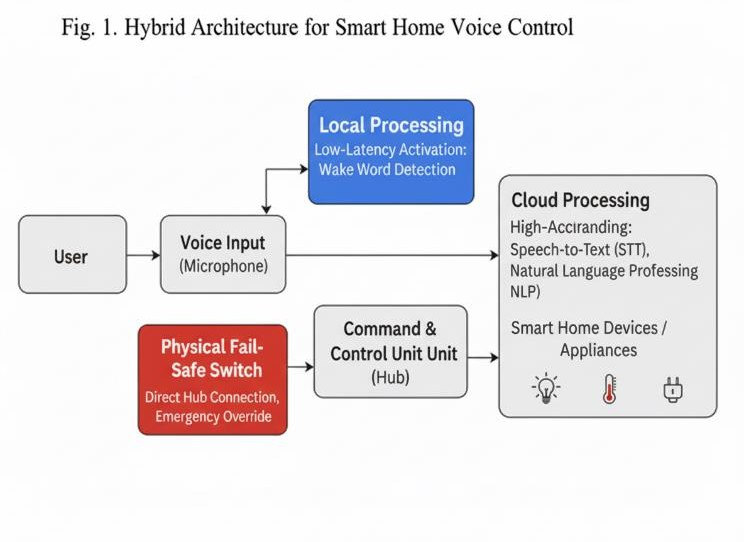 Fig. 1. Hybrid Architecture for Smart Home Voice Control
Local Processing
Low-Latency Activation:
Wake Word Detection
User
Voice Input
(Microphone)
Cloud Processing
High-Acciranding:
Speech-to-Text (STT),
Natural Language Professing
NLP)
Smart Home Devices /
Appliances
Physical Fail-
Safe Switch
Direct Hub Connection,
Emergency Override
Command &
Control Unit Unit
(Hub)